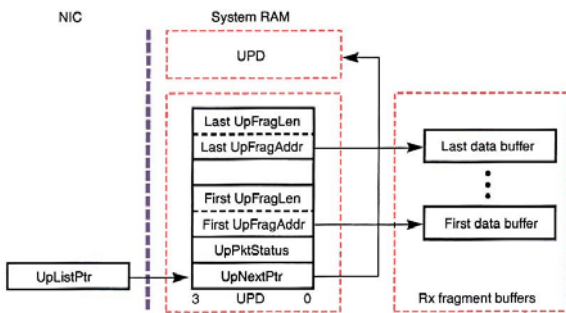 NIC
System RAM
UPD
Last UpFragLen
Last UpFragAddr
Last data buffer
First UpFragLen
First UpFragAddr
First data buffer
UpPktStatus
UpListPtr
UpNextPtr
3 UPD 0
Rx fragment buffers